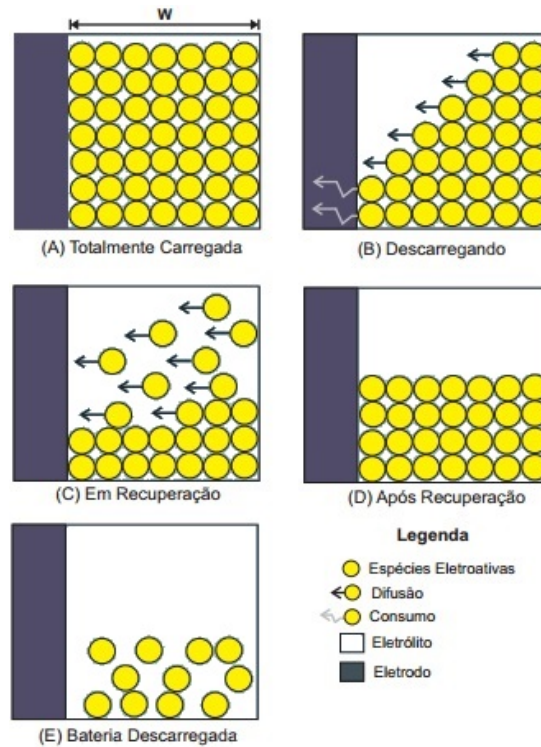 W
(A) Totalmente Carregada
(B) Descarregando
(C) Em Recuperação
(D) Após Recuperação
(E) Bateria Descarregada
Legenda
Espécies Eletroativas
Difusão
Consumo
Eletrólito
Eletrodo